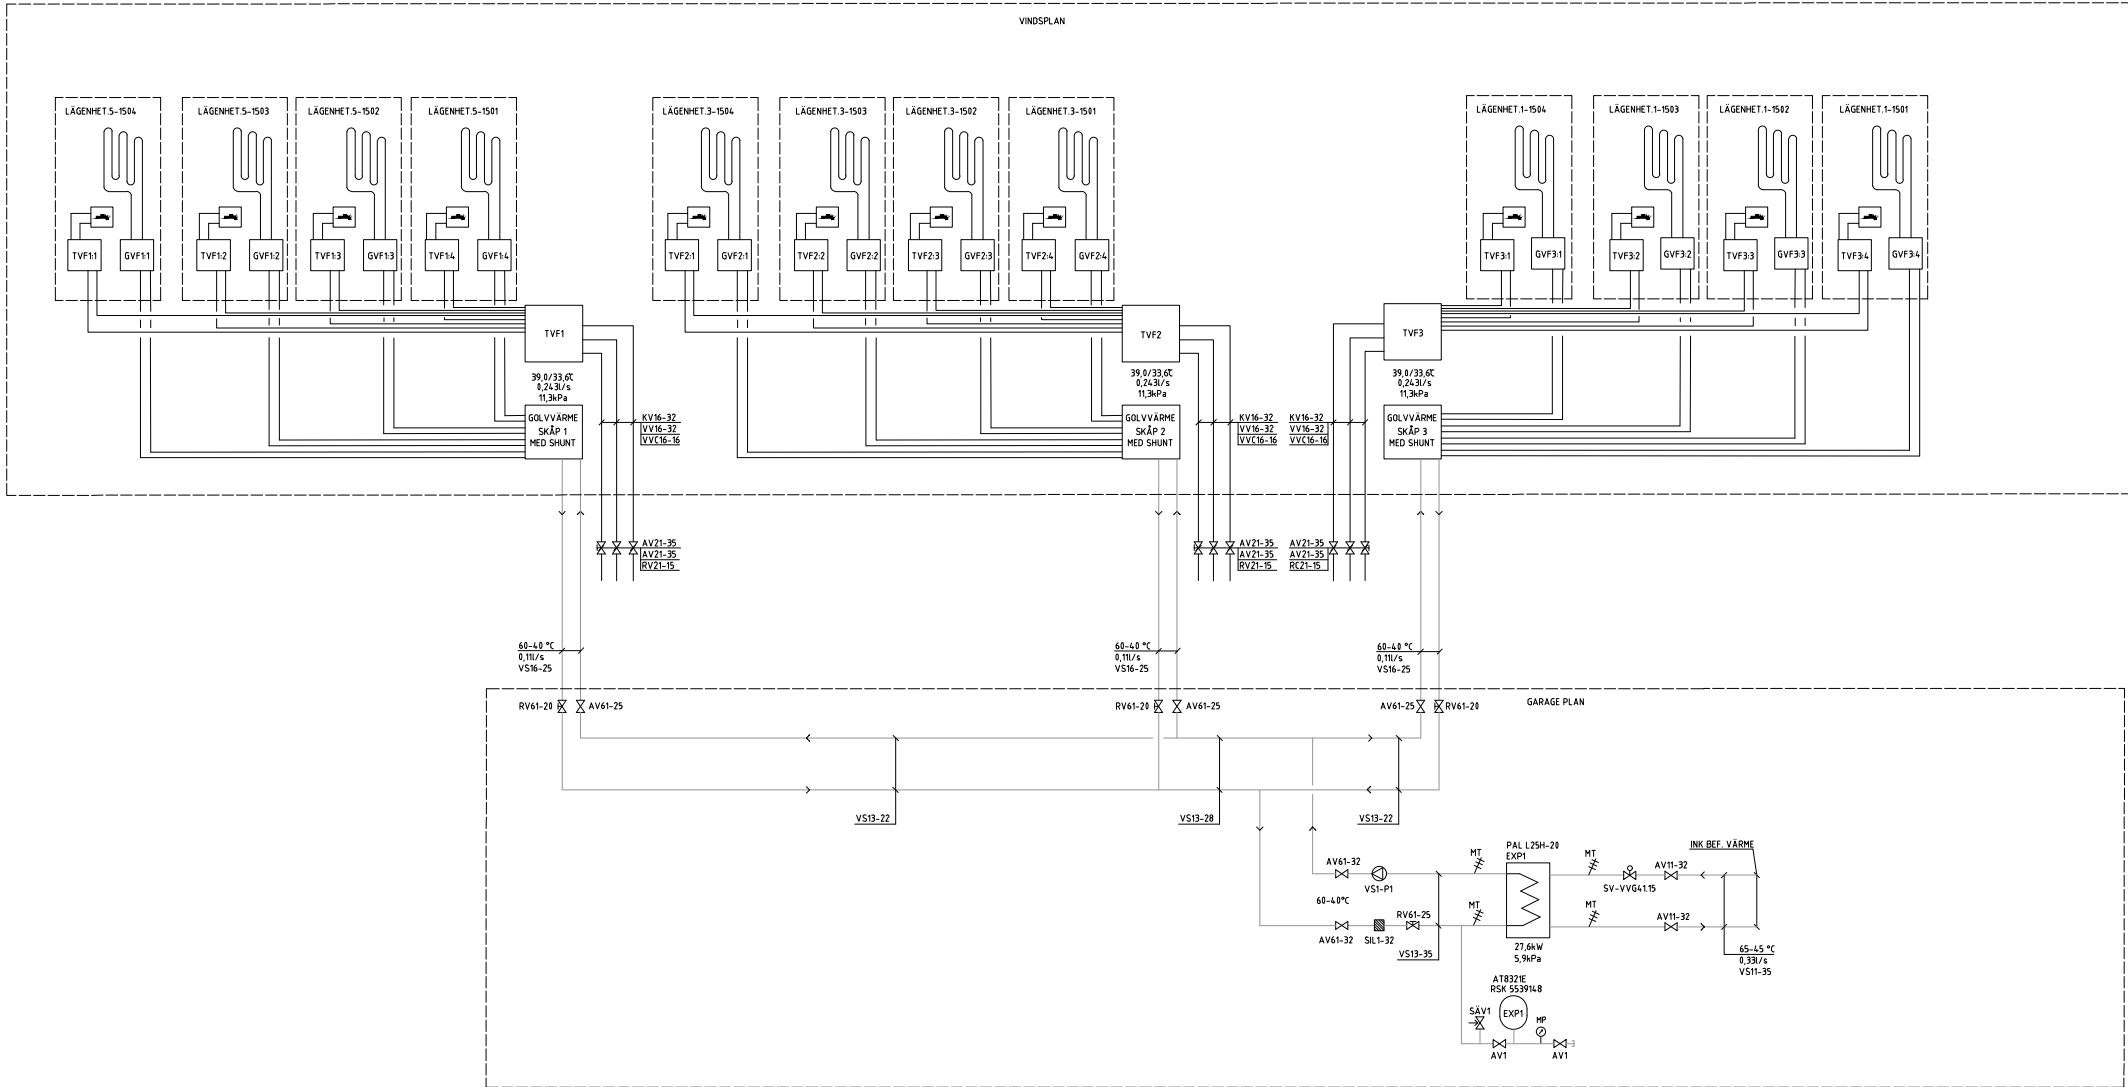 VINDSPLAN
LÄGENHET.5-1504
LÄGENHET.5-1503
LÄGENHET.5-1502
LÄGENHET.5-1501
LÄGENHET.3-1504
LÄGENHET.3-1503
LÄGENHET.3-1502
LÄGENHET.3-1501
LÄGENHET.1-1504
LÄGENHET.1-1503
LÄGENHET.1-1502
LÄGENHET.1-1501
TVF1:1
GVF1:1
TVF1:2
GVF1:2
TVF1:3
GVF1:3
TVF1:4
GVF1:4
TVF2:1
GVF2:1
TVF2:2
GVF2:2
TVF2:3
GVF2:3
TVF2:4
GVF2:4
TVF3:1
GVF3:1
TVF3:2
GVF3:2
TVF3:3
GVF3:3
TVF3:4
GVF3:4
TVF1
TVF2
TVF3
39,0/33,6℃
0,243l/s
11,3kPa
39,0/33,6℃
0,243l/s
11,3kPa
39,0/33,6℃
0,243l/s
11,3kPa
GOLVVÄRME
SKÅP 1
MED SHUNT
KV16-32
VV16-32
VVC16-16
GOLVVÄRME
SKÅP 2
MED SHUNT
KV16-32
VV16-32
VVC16-16
KV16-32
VV16-32
VVC16-16
GOLVVÄRME
SKÅP 3
MED SHUNT
AV21-35
AV21-35
RV21-15
AV21-35
AV21-35
RV21-15
AV21-35
AV21-35
RC21-15
60-40 °C
0,11l/s
VS16-25
60-40 °C
0,11l/s
VS16-25
60-40 °C
0,11l/s
VS16-25
GARAGE PLAN
RV61-20
AV61-25
RV61-20
AV61-25
AV61-25
RV61-20
VS13-22
VS13-28
VS13-22
AV61-32
VS1-P1
60-40°C
AV61-32
SIL1-32
RV61-25
VS13-35
MT
MT
PAL L25H-20
EXP1
27,6kW
5,9kPa
MT
MT
SV-VVG41.15
AV11-32
AV11-32
INK BEF. VÄRME
65-45 °C
0,33l/s
VS11-35
AT8321E
RSK 5539148
SÄV1
EXP1
MP
AV1
AV1